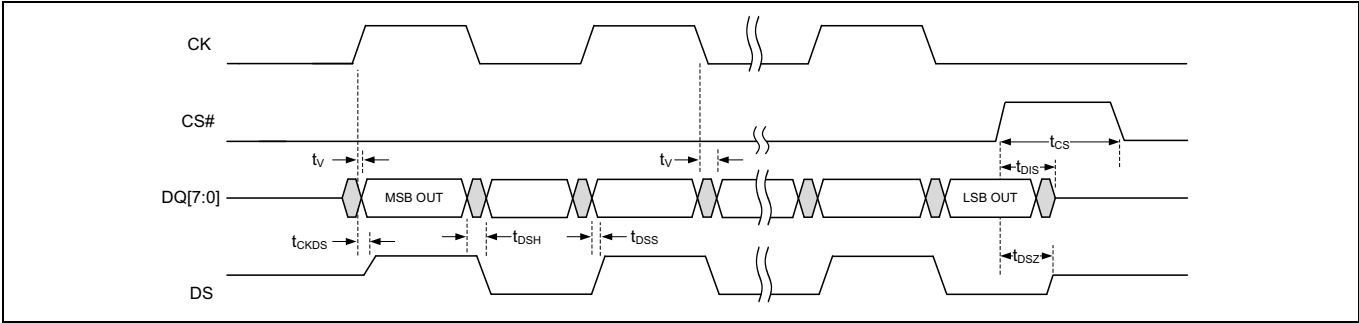 CK
CS#
tCS
tV
tV
tDIS
DQ[7:0]
MSB OUT
LSB OUT
tCKDS
tDSH
tDSS
tDSZ
DS